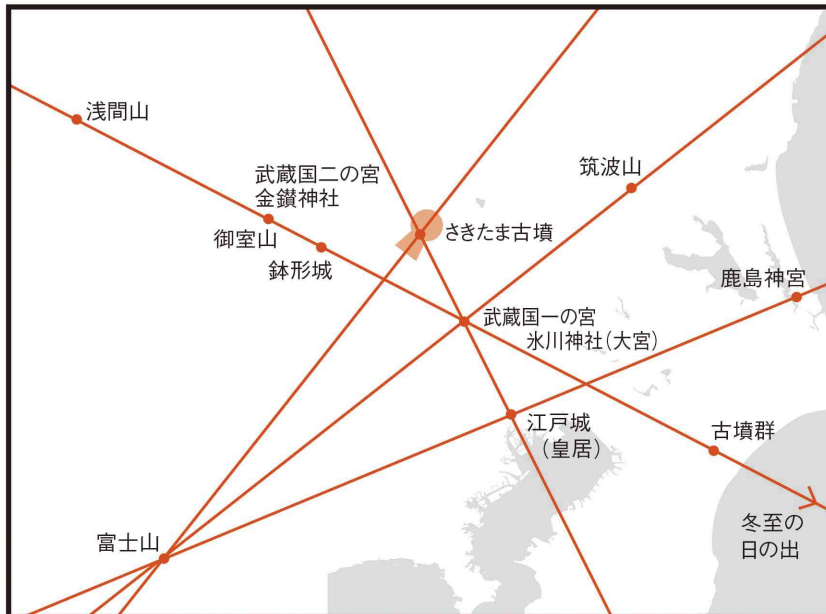 浅間山
武蔵国二の宮
金鑚神社
御室山
鉢形城
筑波山
さきたま古墳
鹿島神宮
武蔵国一の宮
氷川神社(大宮)
江戸城
(皇居)
古墳群
富士山
冬至の
日の出